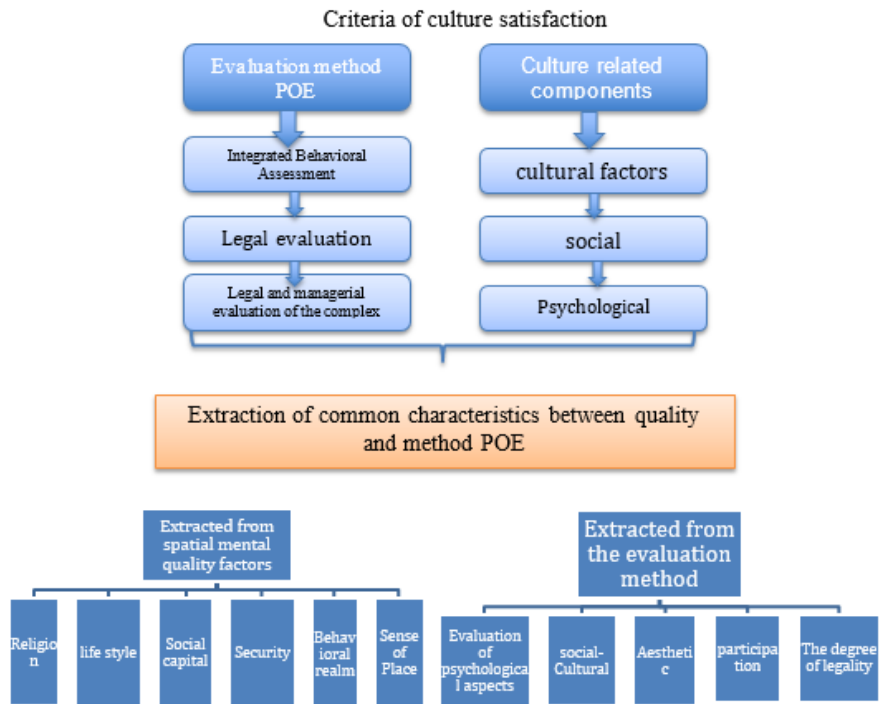 Criteria of culture satisfaction
Evaluation method
POE
Integrated Behavioral
Assessment
Legal evaluation
Legal and managerial
evaluation of the complex
Culture related
components
cultural factors
social
Psychological
Extraction of common characteristics between quality
and method POE
Extracted from
spatial mental
quality factors
Religio
n
life style
Social
capital
Security
Behav
ioral
realm
Sense
of
Place
Extracted from
the evaluation
method
Evaluation
of
psychologica
l aspects
social-
Cultural
Aestheti
c
participa
tion
The degree
of legality